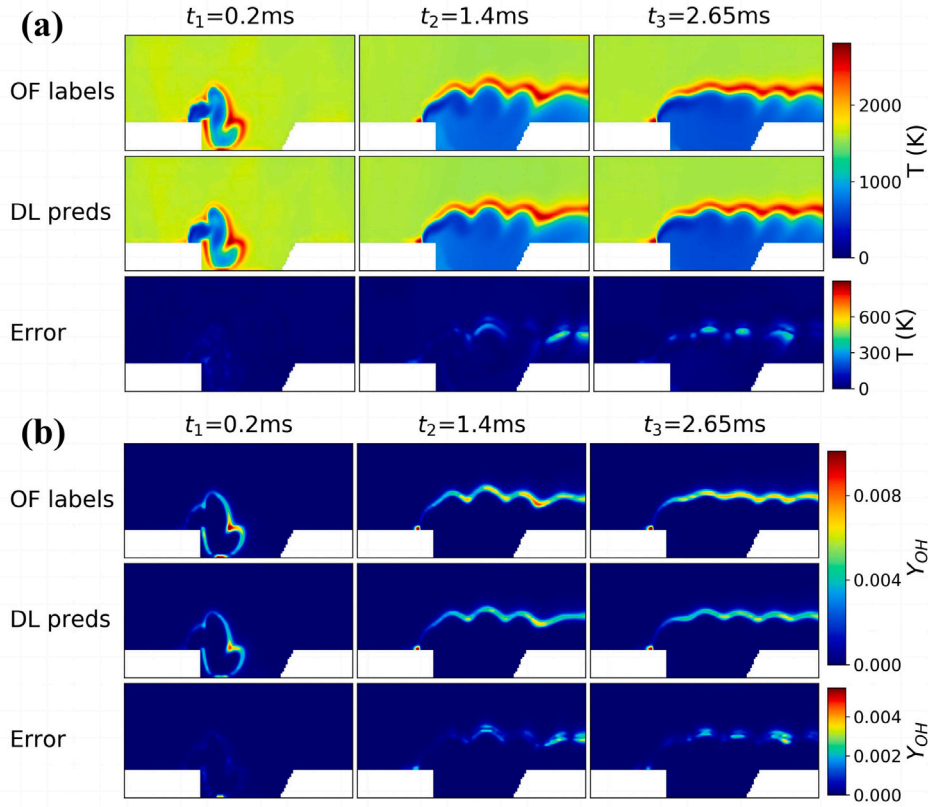 (a)
t₁=0.2ms t₂=1.4ms t₃=2.65ms
OF labels
DL preds
2000
1000
0
T (K)
Error
600
300
0
T (K)
(b)
t₁=0.2ms t₂=1.4ms t₃=2.65ms
OF labels
DL preds
0.008
0.004
0.000
Y_OH
Error
0.004
0.002
0.000
Y_OH